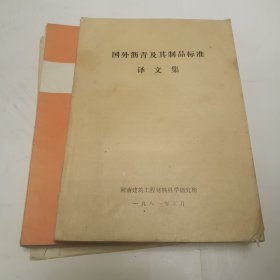 国外沥青及其制品标准
译文集
河南建筑工程材料科学研究所
一九八一年五月